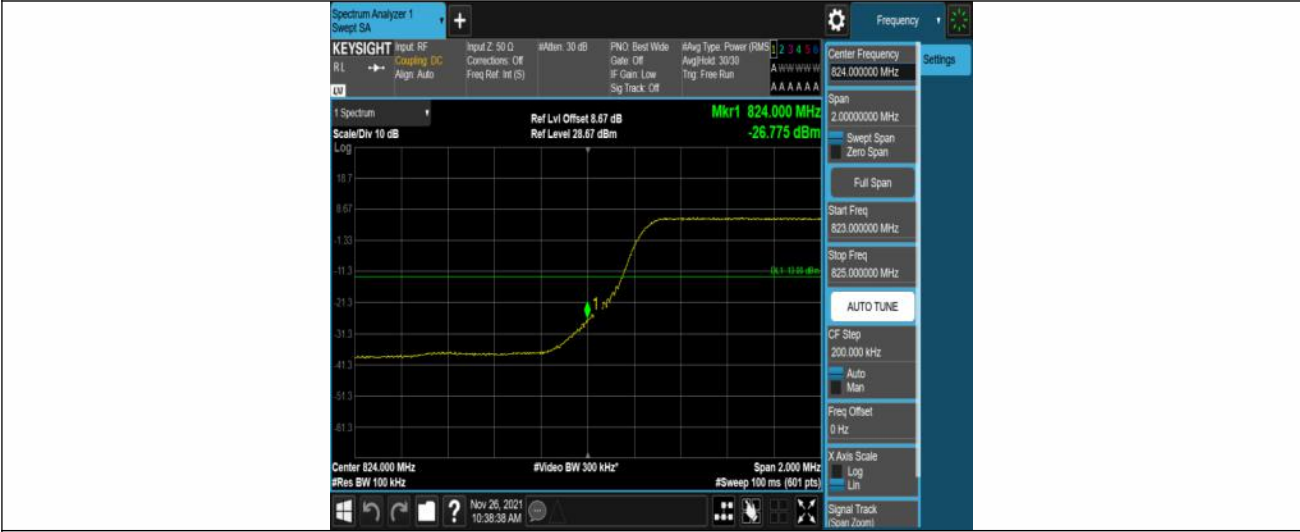 Spectrum Analyzer 1
Swept SA
+
Frequency
KEYSIGHT
RL
LV
Input: RF
Coupling: DC
Align: Auto
Input Z: 50 Ω
Corrections: Off
Freq Ref: Int (S)
#Atten: 30 dB
PNO: Best Wide
Gate: Off
IF Gain: Low
Sig Track: Off
#Avg Type: Power (RMS
Avg|Hold: 30/30
Trig: Free Run
1 2 3 4 5 6
A W W W W W
A A A A A A
Center Frequency
824.000000 MHz
Settings
1 Spectrum
Scale/Div 10 dB
Log
Ref Lvl Offset 8.67 dB
Ref Level 28.67 dBm
Mkr1 824.000 MHz
-26.775 dBm
18.7
8.67
-1.33
-11.3
-21.3
-31.3
-41.3
-51.3
-61.3
DL1 -13.00 dBm
1
Span
2.00000000 MHz
Swept Span
Zero Span
Full Span
Start Freq
823.000000 MHz
Stop Freq
825.000000 MHz
AUTO TUNE
CF Step
200.000 kHz
Auto
Man
Freq Offset
0 Hz
X Axis Scale
Log
Lin
Signal Track
(Span Zoom)
Center 824.000 MHz
#Res BW 100 kHz
#Video BW 300 kHz*
Span 2.000 MHz
#Sweep 100 ms (601 pts)
?
Nov 26, 2021
10:38:38 AM